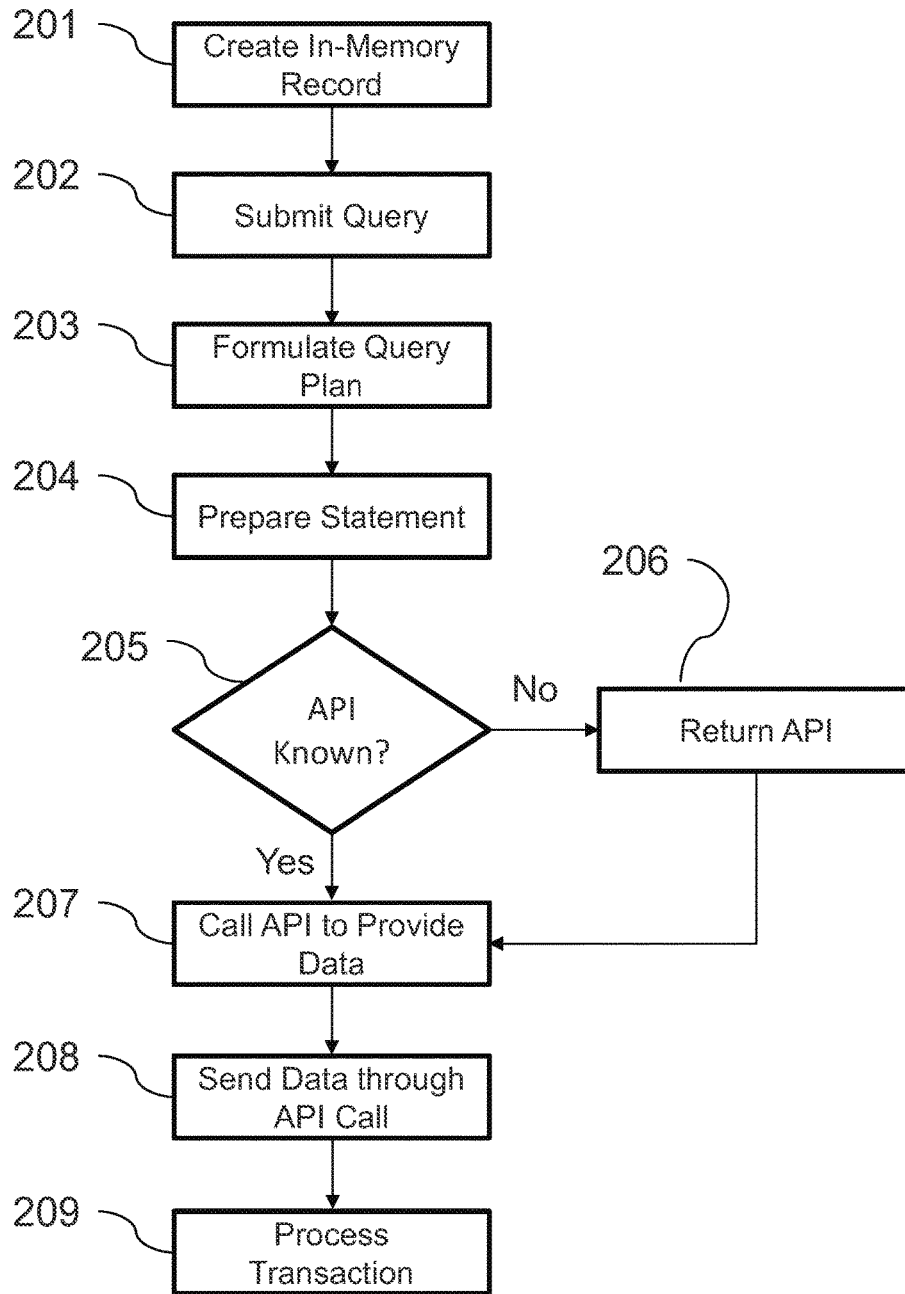 201
Create In-Memory
Record
202
Submit Query
203
Formulate Query
Plan
204
Prepare Statement
205
API
Known?
No
206
Return API
Yes
207
Call API to Provide
Data
208
Send Data through
API Call
209
Process
Transaction